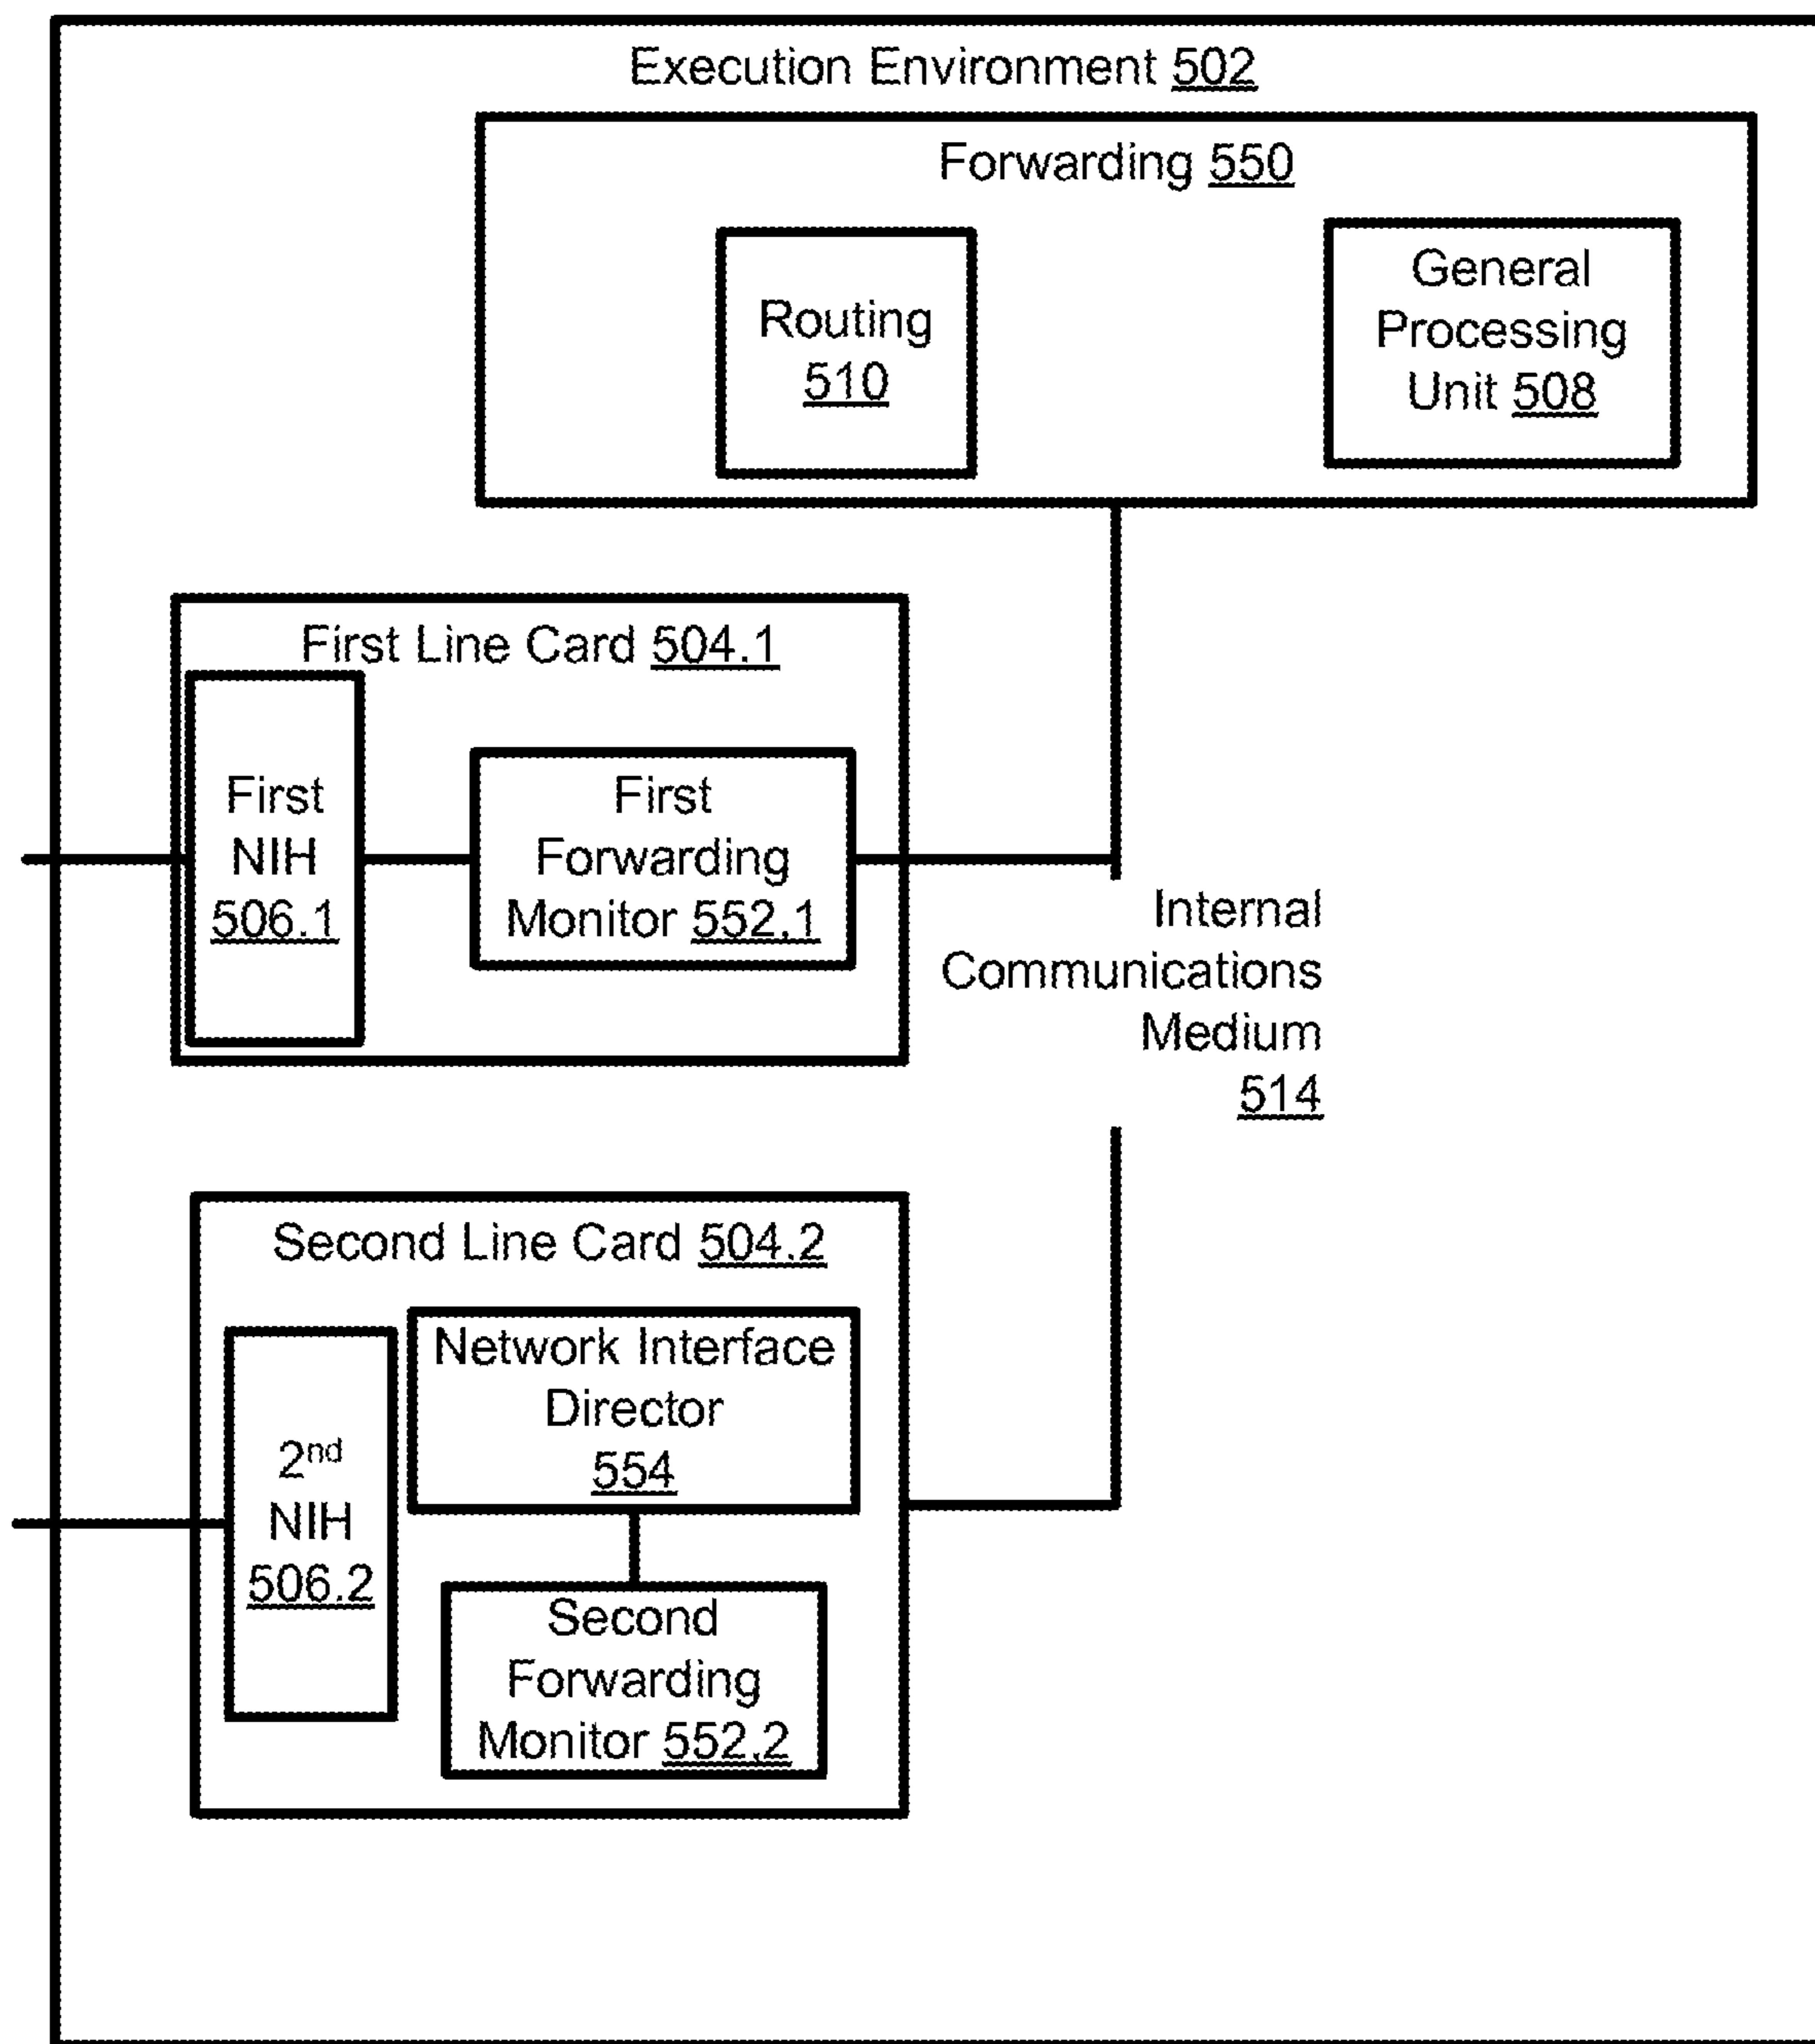 Execution Environment 502
Forwarding 550
Routing
510
General
Processing
Unit 508
First Line Card 504.1
First
NIH
506.1
First
Forwarding
Monitor 552.1
Internal
Communications
Medium
514
Second Line Card 504.2
2nd
NIH
506.2
Network Interface
Director
554
Second
Forwarding
Monitor 552.2